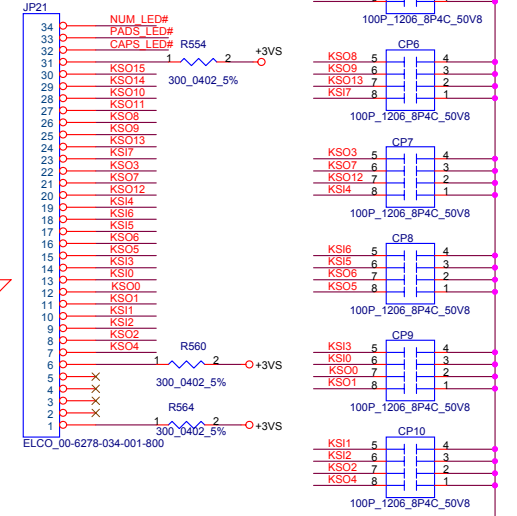 JP21
34 NUM_LED#
33 PADS_LED#
32 CAPS_LED# R554
31 1 2 +3VS
300_0402_5%
30 KSO15
29 KSO14
28 KSO10
27 KSO11
26 KSO8
25 KSO9
24 KSO13
23 KSI7
22 KSO3
21 KSO7
20 KSO12
19 KSI4
18 KSI6
17 KSI5
16 KSO6
15 KSO5
14 KSI3
13 KSI0
12 KSO0
11 KSO1
10 KSI1
9 KSI2
8 KSO2
7 KSO4
R560
6 1 2 +3VS
300_0402_5%
5
4
3
2
R564
1 1 2 +3VS
300_0402_5%
ELCO_00-6278-034-001-800
100P_1206_8P4C_50V8
CP6
KSO8 5 4
KSO9 6 3
KSO13 7 2
KSI7 8 1
100P_1206_8P4C_50V8
CP7
KSO3 5 4
KSO7 6 3
KSO12 7 2
KSI4 8 1
100P_1206_8P4C_50V8
CP8
KSI6 5 4
KSI5 6 3
KSO6 7 2
KSO5 8 1
100P_1206_8P4C_50V8
CP9
KSI3 5 4
KSI0 6 3
KSO0 7 2
KSO1 8 1
100P_1206_8P4C_50V8
CP10
KSI1 5 4
KSI2 6 3
KSO2 7 2
KSO4 8 1
100P_1206_8P4C_50V8